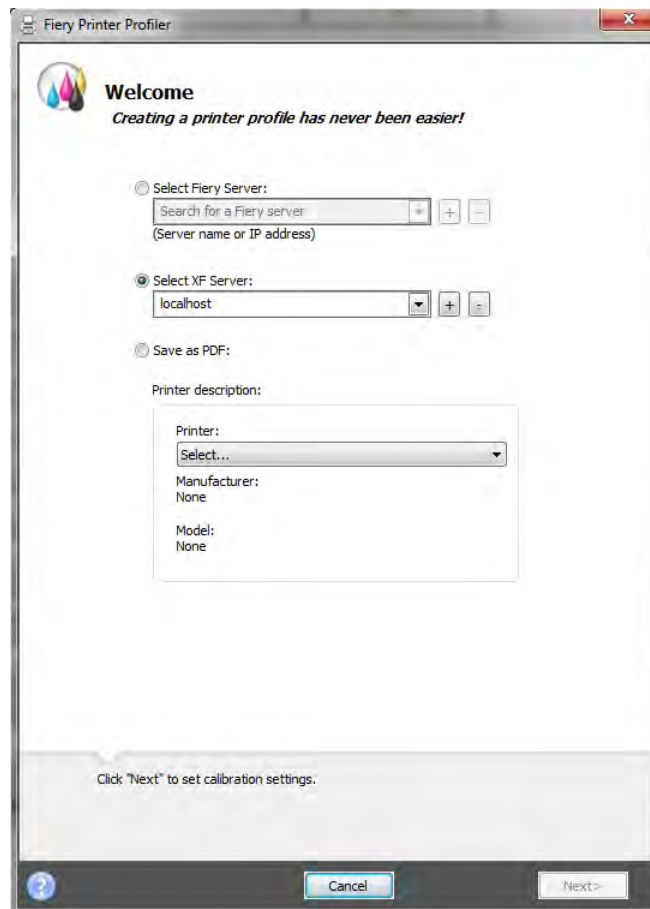 Fiery Printer Profiler
Welcome
Creating a printer profile has never been easier!
Select Fiery Server:
Search for a Fiery server
+ -
(Server name or IP address)
Select XF Server:
localhost
+ -
Save as PDF:
Printer description:
Printer:
Select...
Manufacturer:
None
Model:
None
Click "Next" to set calibration settings.
?
Cancel
Next>